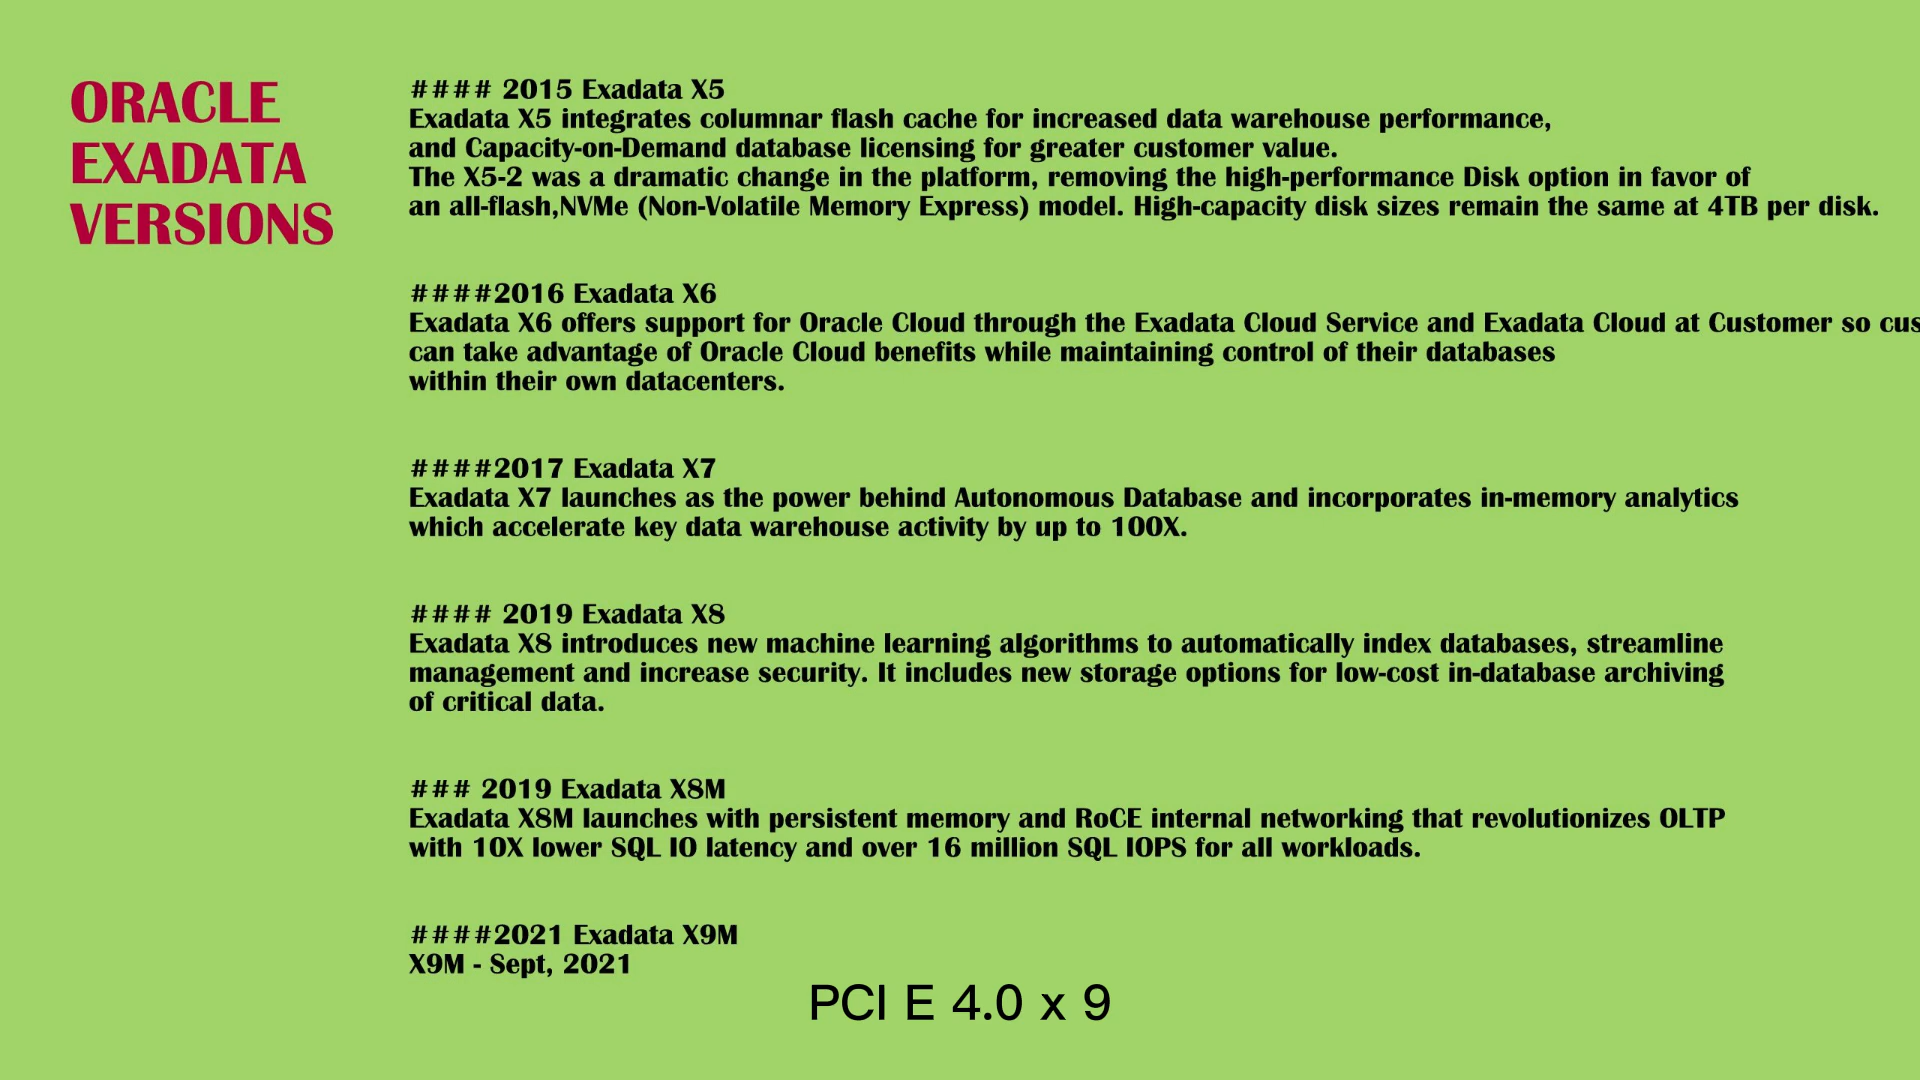 ORACLE
EXADATA
VERSIONS
#### 2015 Exadata X5
Exadata X5 integrates columnar flash cache for increased data warehouse performance,
and Capacity-on-Demand database licensing for greater customer value.
The X5-2 was a dramatic change in the platform, removing the high-performance Disk option in favor of
an all-flash,NVMe (Non-Volatile Memory Express) model. High-capacity disk sizes remain the same at 4TB per disk.
####2016 Exadata X6
Exadata X6 offers support for Oracle Cloud through the Exadata Cloud Service and Exadata Cloud at Customer so
can take advantage of Oracle Cloud benefits while maintaining control of their databases
within their own datacenters.
####2017 Exadata X7
Exadata X7 launches as the power behind Autonomous Database and incorporates in-memory analytics
which accelerate key data warehouse activity by up to 100X.
#### 2019 Exadata X8
Exadata X8 introduces new machine learning algorithms to automatically index databases, streamline
management and increase security. It includes new storage options for low-cost in-database archiving
of critical data.
### 2019 Exadata X8M
Exadata X8M launches with persistent memory and RoCE internal networking that revolutionizes OLTP
with 10X lower SQL IO latency and over 16 million SQL IOPS for all workloads.
####2021 Exadata X9M
X9M - Sept, 2021
PCI E 4.0 x 9